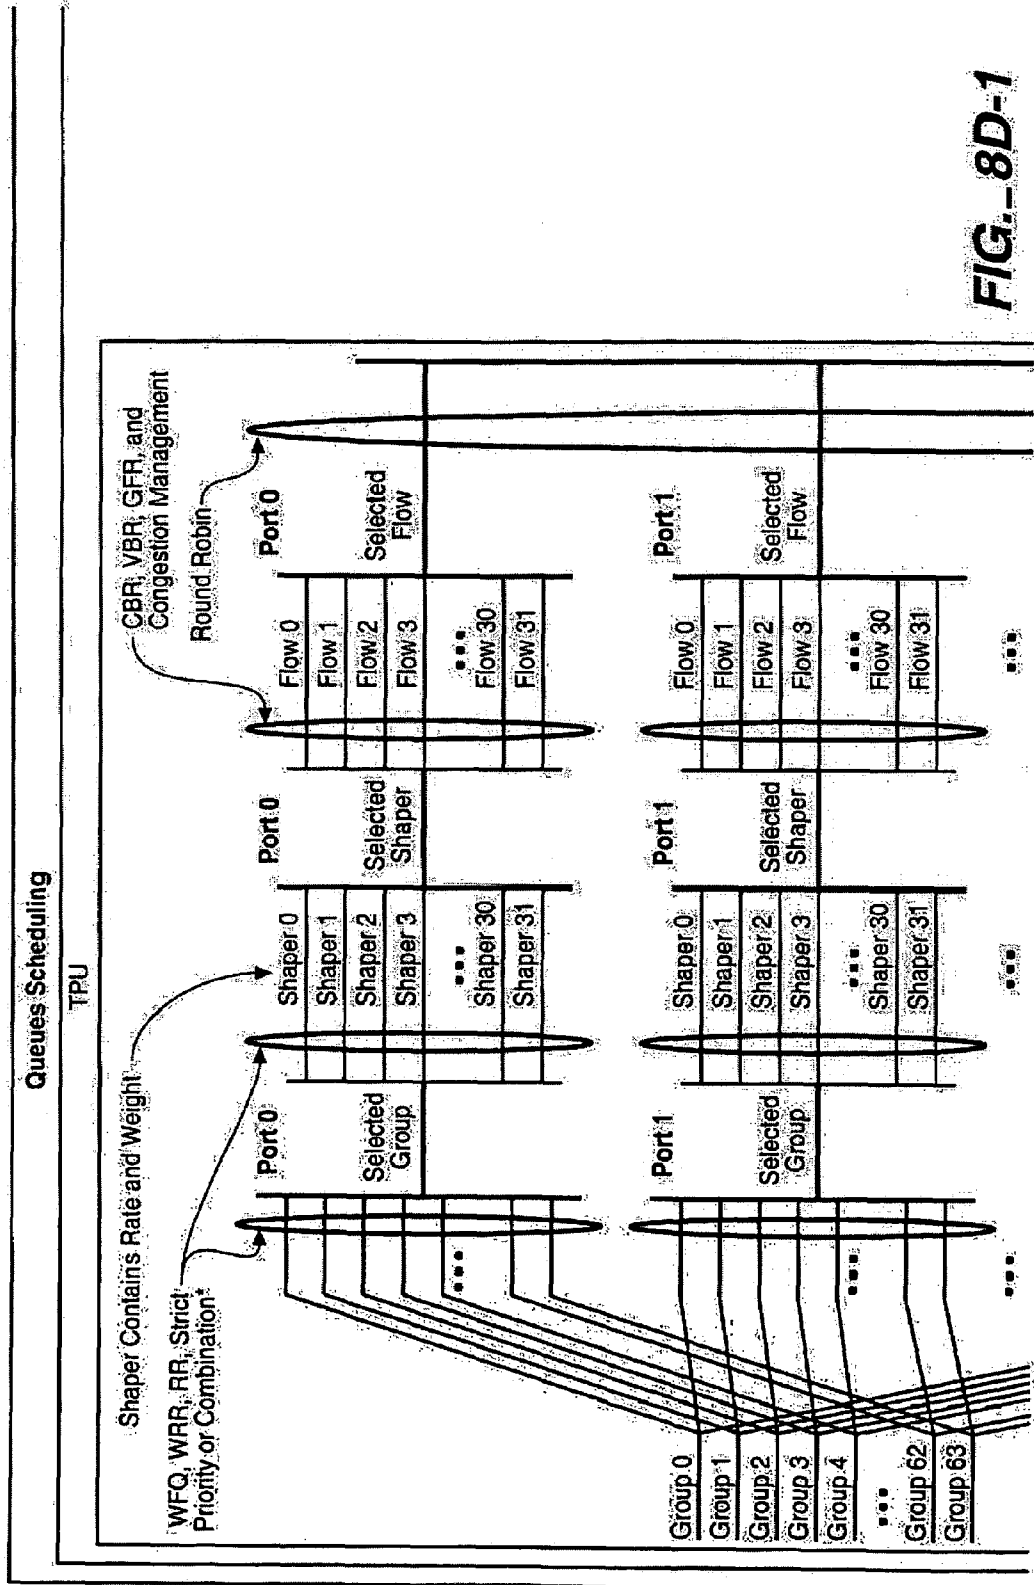 Queues Scheduling
TPU
Shaper Contains Rate and Weight
WFQ, WRR, RR, Strict
Priority or Combination*
CBR, VBR, GFR, and
Congestion Management
Round Robin
Port 0
Selected
Group
Port 0
Selected
Shaper
Port 0
Selected
Flow
Shaper 0
Shaper 1
Shaper 2
Shaper 3
Shaper 30
Shaper 31
Flow 0
Flow 1
Flow 2
Flow 3
Flow 30
Flow 31
Group 0
Group 1
Group 2
Group 3
Group 4
Group 62
Group 63
Port 1
Selected
Group
Port 1
Selected
Shaper
Port 1
Selected
Flow
Shaper 0
Shaper 1
Shaper 2
Shaper 3
Shaper 30
Shaper 31
Flow 0
Flow 1
Flow 2
Flow 3
Flow 30
Flow 31
FIG._8D-1